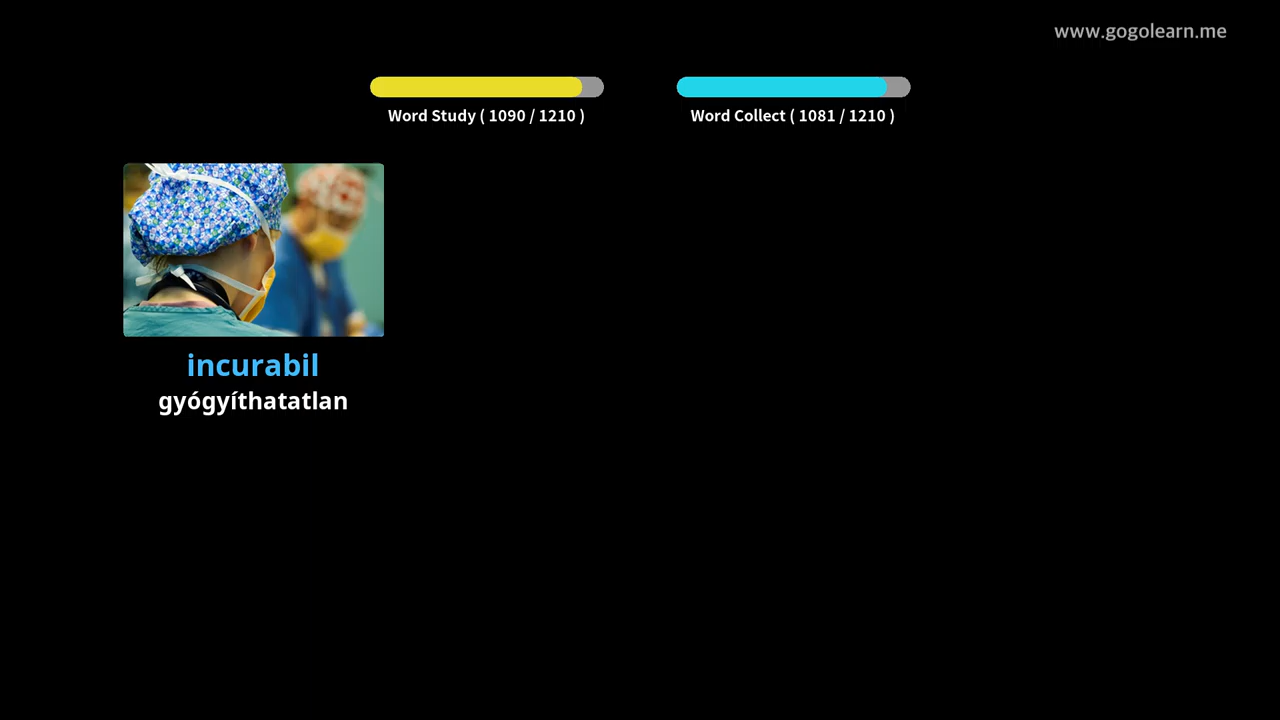 www.gogolearn.me
Word Study ( 1090 / 1210 )
Word Collect ( 1081 / 1210 )
incurabil
gyógyíthatatlan